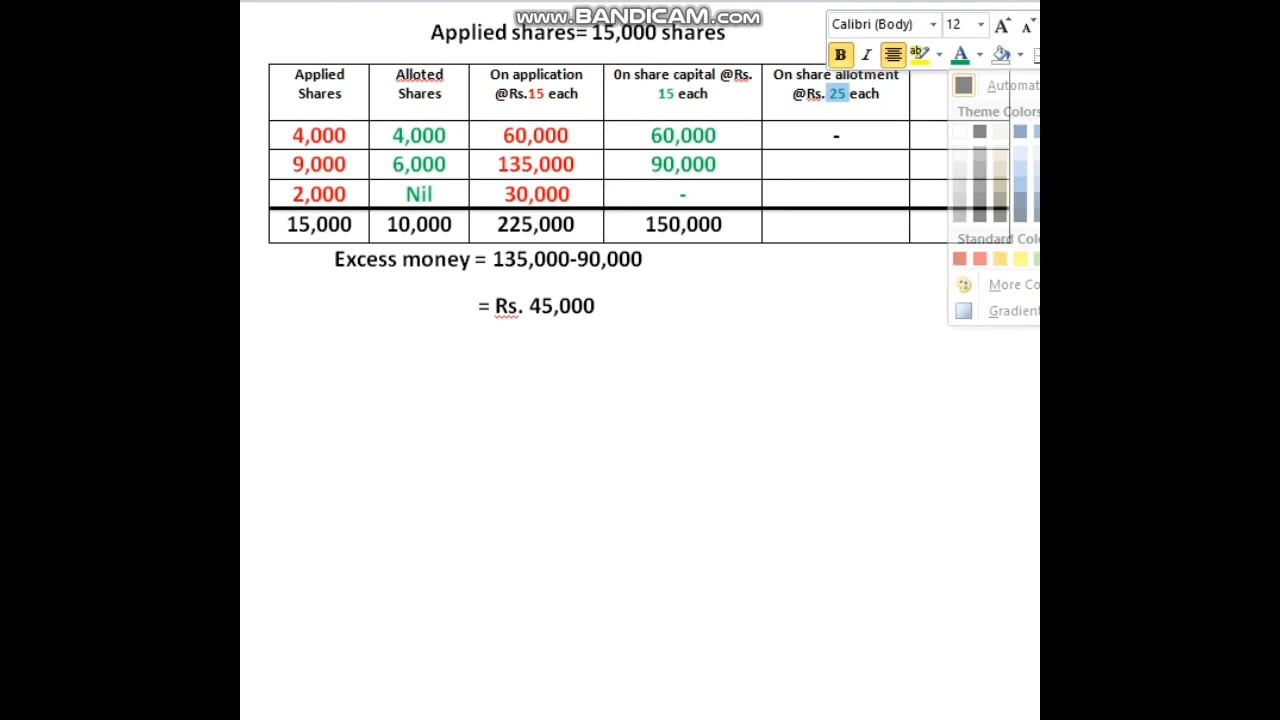 www.BANDICAM.com
Applied shares= 15,000 shares
Calibri (Body) 12 A A
B I ab A
Applied Shares Alloted Shares On application @Rs.15 each 0n share capital @Rs. 15 each On share allotment @Rs. 25 each
4,000 4,000 60,000 60,000 -
9,000 6,000 135,000 90,000
2,000 Nil 30,000 -
15,000 10,000 225,000 150,000
Excess money = 135,000-90,000
= Rs. 45,000
Automat
Theme Colors
Standard Colo
More Co
Gradient